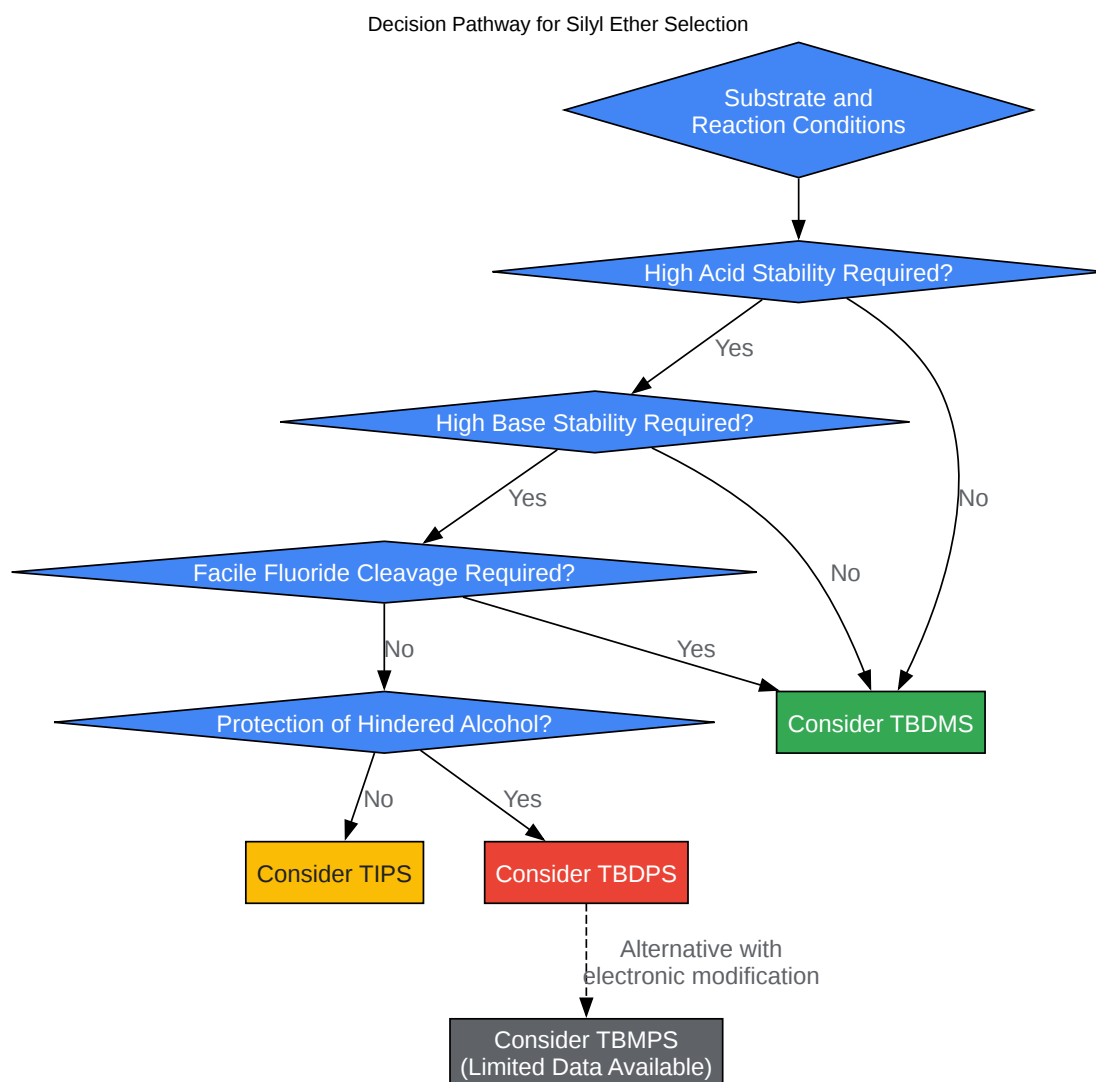 Decision Pathway for Silyl Ether Selection
Substrate and
Reaction Conditions
High Acid Stability Required?
Yes
High Base Stability Required?
Yes
No
Facile Fluoride Cleavage Required?
No
No
Yes
Protection of Hindered Alcohol?
Consider TBDMS
No
Yes
Consider TIPS
Consider TBDPS
Alternative with
electronic modification
Consider TBMPS
(Limited Data Available)